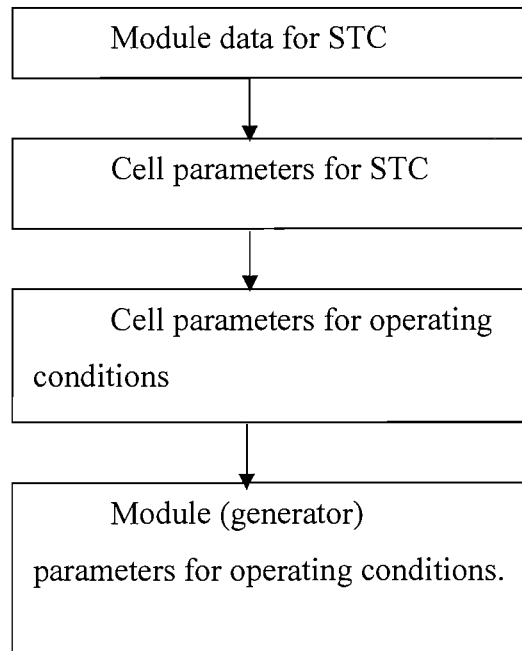 Module data for STC
Cell parameters for STC
Cell parameters for operating
conditions
Module (generator)
parameters for operating conditions.